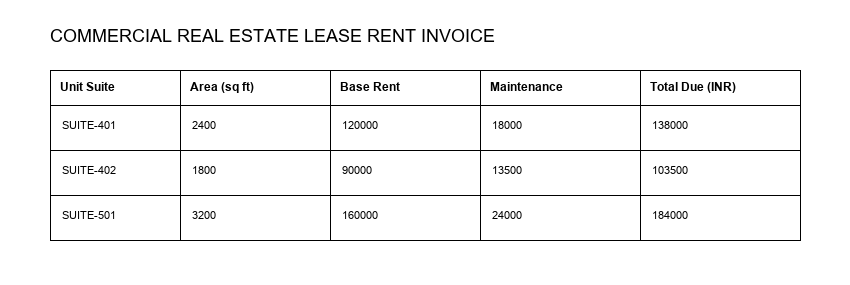 COMMERCIAL REAL ESTATE LEASE RENT INVOICE
Unit Suite Area (sq ft) Base Rent Maintenance Total Due (INR)
SUITE-401 2400 120000 18000 138000
SUITE-402 1800 90000 13500 103500
SUITE-501 3200 160000 24000 184000